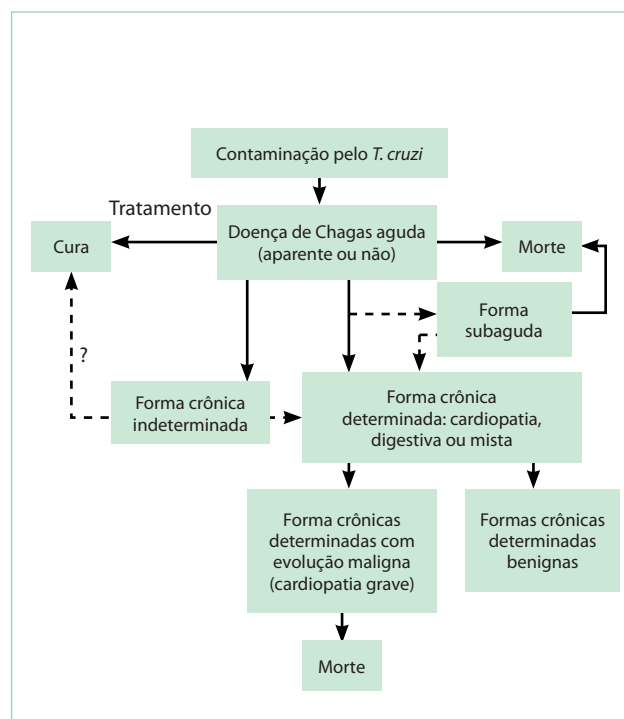 Contaminação pelo T. cruzi
Tratamento
Cura
Doença de Chagas aguda
(aparente ou não)
Morte
Forma
subaguda
?
Forma crônica
indeterminada
Forma crônica
determinada: cardiopatia,
digestiva ou mista
Forma crônicas
determinadas com
evolução maligna
(cardiopatia grave)
Formas crônicas
determinadas
benignas
Morte